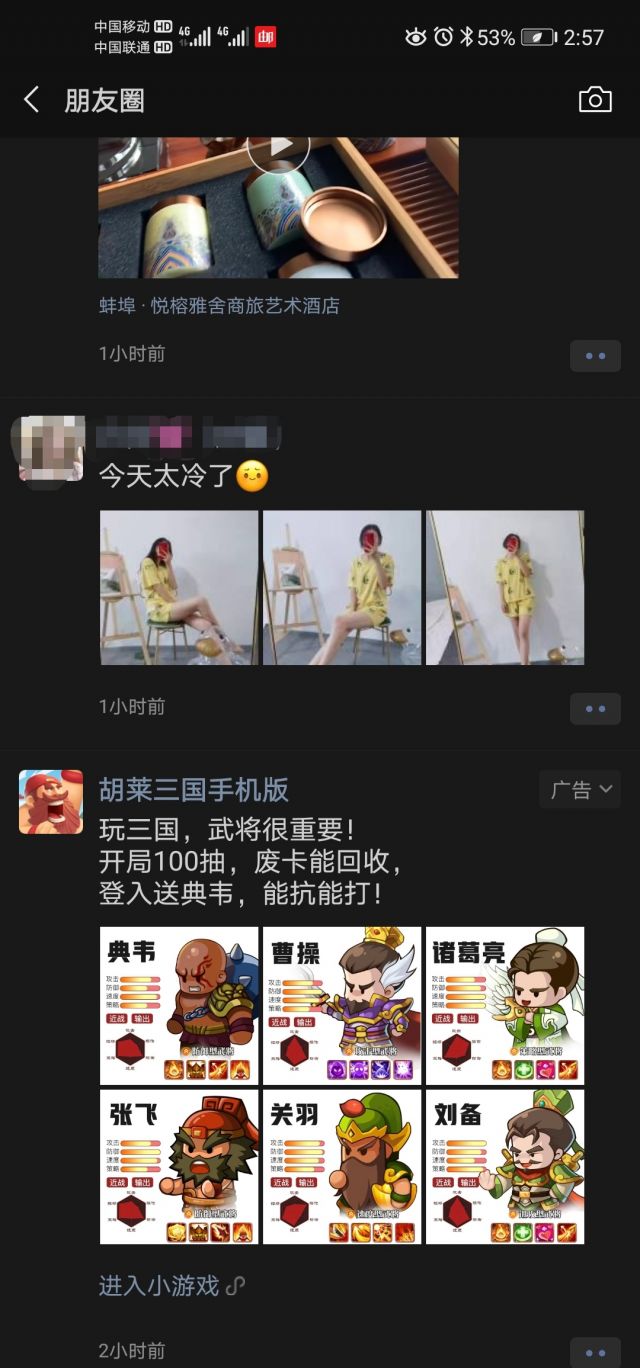 中国移动 HD 4G 4G 邮 53% 2:57
中国联通 HD
朋友圈
蚌埠 · 悦榕雅舍商旅艺术酒店
1小时前
今天太冷了
1小时前
胡莱三国手机版
广告
玩三国，武将很重要！
开局100抽，废卡能回收，
登入送典韦，能抗能打！
典韦
攻击
防御
速度
策略
近战 输出
曹操
攻击
防御
速度
策略
近战 输出
诸葛亮
攻击
防御
速度
策略
近战 输出
张飞
攻击
防御
速度
策略
近战 输出
关羽
攻击
防御
速度
策略
近战 输出
刘备
攻击
防御
速度
策略
近战 输出
进入小游戏
2小时前